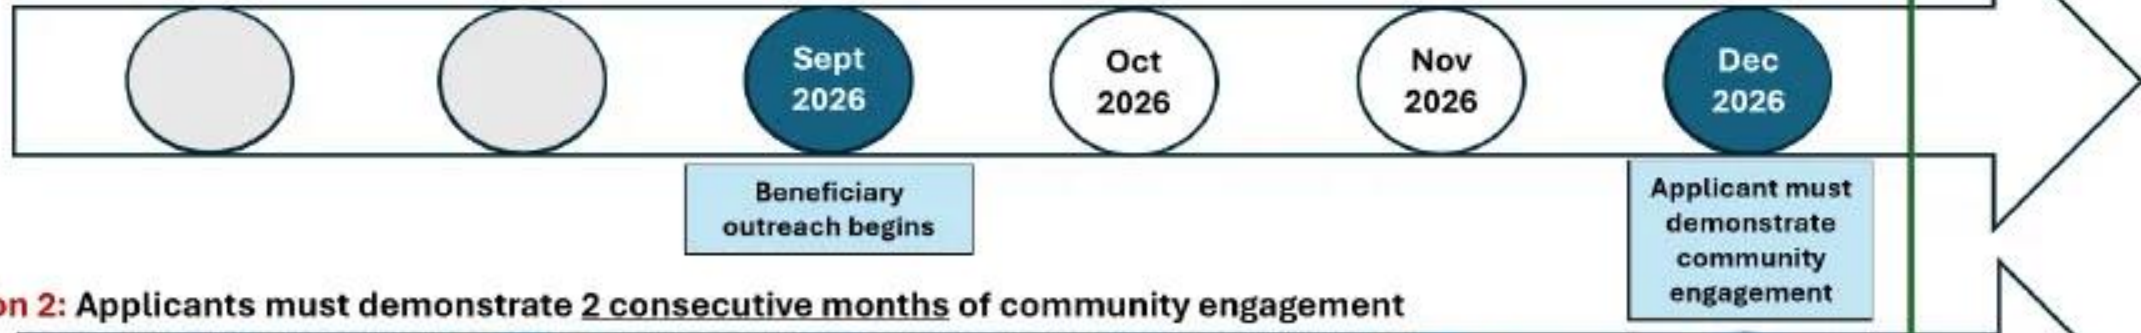 Sept
2026
Oct
2026
Nov
2026
Dec
2026
Beneficiary
outreach begins
Applicant must
demonstrate
community
engagement
on 2: Applicants must demonstrate 2 consecutive months of community engagement